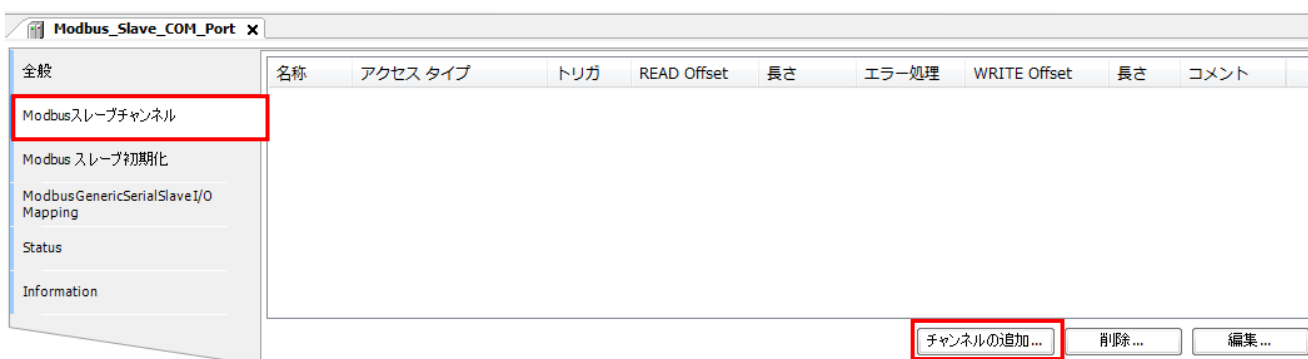 Modbus_Slave_COM_Port x
全般
Modbusスレーブチャンネル
Modbus スレーブ初期化
ModbusGenericSerialSlaveI/O
Mapping
Status
Information
名称 アクセス タイプ トリガ READ Offset 長さ エラー処理 WRITE Offset 長さ コメント
チャンネルの追加... 削除... 編集...